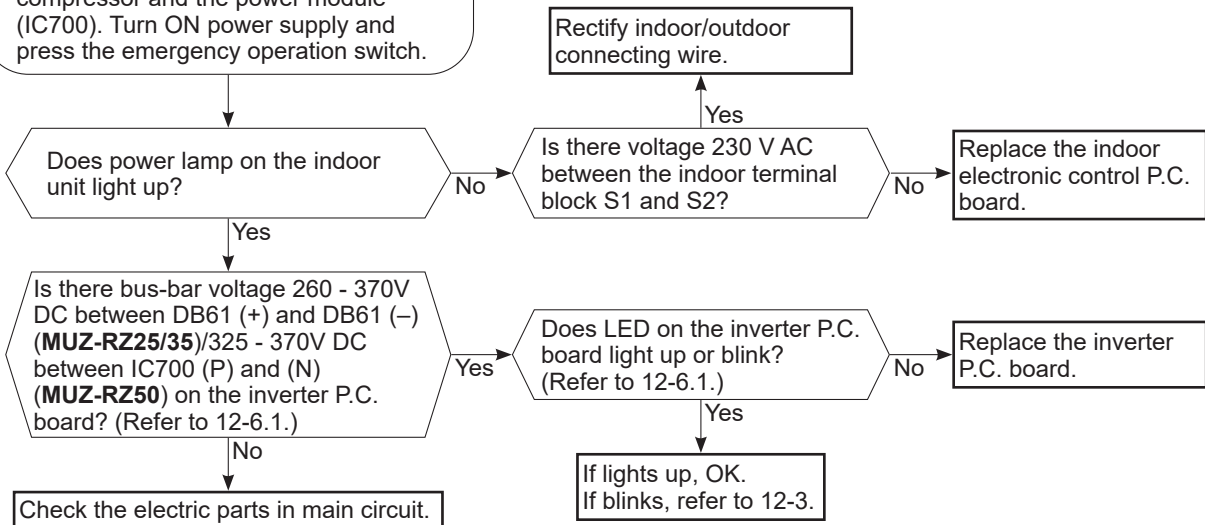 compressor and the power module
(IC700). Turn ON power supply and
press the emergency operation switch.
Rectify indoor/outdoor
connecting wire.
Yes
Does power lamp on the indoor
unit light up?
No
Is there voltage 230 V AC
between the indoor terminal
block S1 and S2?
No
Replace the indoor
electronic control P.C.
board.
Yes
Is there bus-bar voltage 260 - 370V
DC between DB61 (+) and DB61 (–)
(MUZ-RZ25/35)/325 - 370V DC
between IC700 (P) and (N)
(MUZ-RZ50) on the inverter P.C.
board? (Refer to 12-6.1.)
Yes
Does LED on the inverter P.C.
board light up or blink?
(Refer to 12-6.1.)
No
Replace the inverter
P.C. board.
Yes
If lights up, OK.
If blinks, refer to 12-3.
No
Check the electric parts in main circuit.